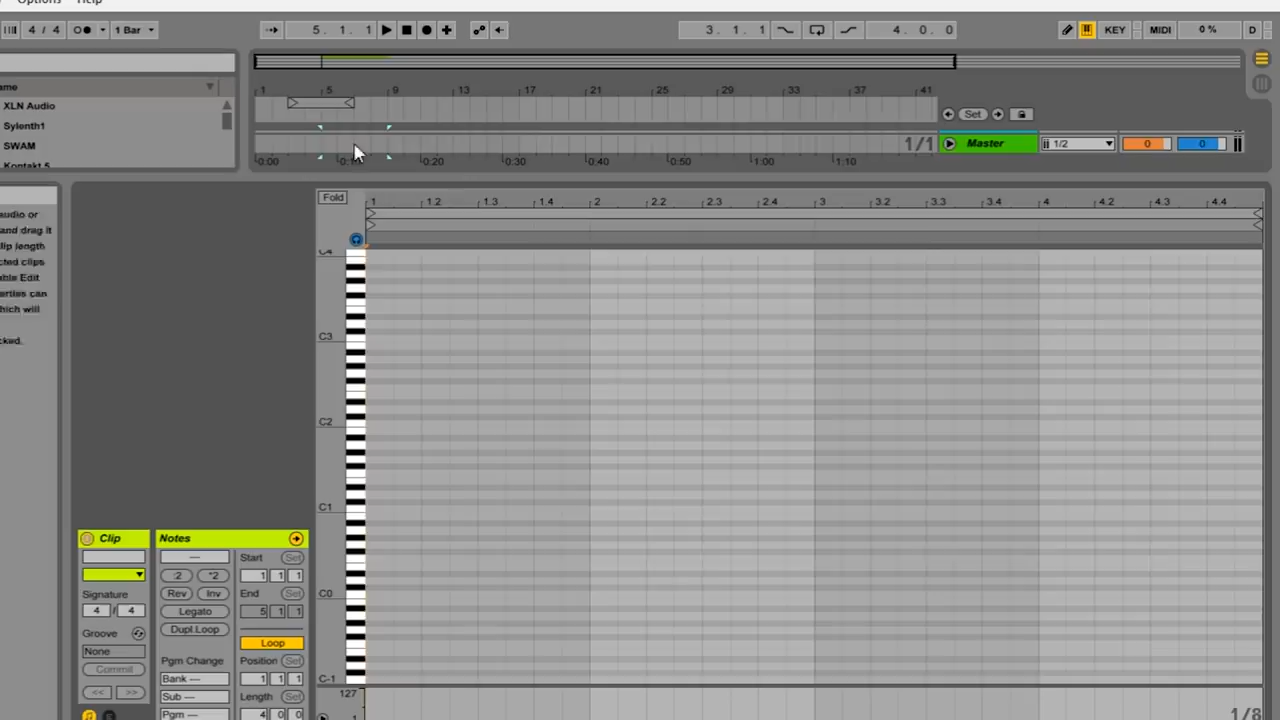 Options Help
4 / 4 1 Bar 5. 1. 1 3. 1. 1 4. 0. 0 KEY MIDI 0 % D
ame
XLN Audio
Sylenth1
SWAM
Kontakt 5
1 5 9 13 17 21 25 29 33 37 41
Set
1/1 Master 1/2 0 0
0:00 0:20 0:30 0:40 0:50 1:00 1:10
audio or
and drag it
lip length
cted clips
able Edit
erties can
hich will
cked.
Fold 1 1.2 1.3 1.4 2 2.2 2.3 2.4 3 3.2 3.3 3.4 4 4.2 4.3 4.4
C4
C3
C2
C1
C0
C-1
127
1
1/8
Clip
Signature
4 / 4
Groove
None
Commit
<< >>
Notes
:2 *2
Rev Inv
Legato
Dupl.Loop
Pgm Change
Bank ---
Sub ---
Pgm ---
Start Set
1 1 1
End Set
5 1 1
Loop
Position Set
1 1 1
Length Set
4 0 0